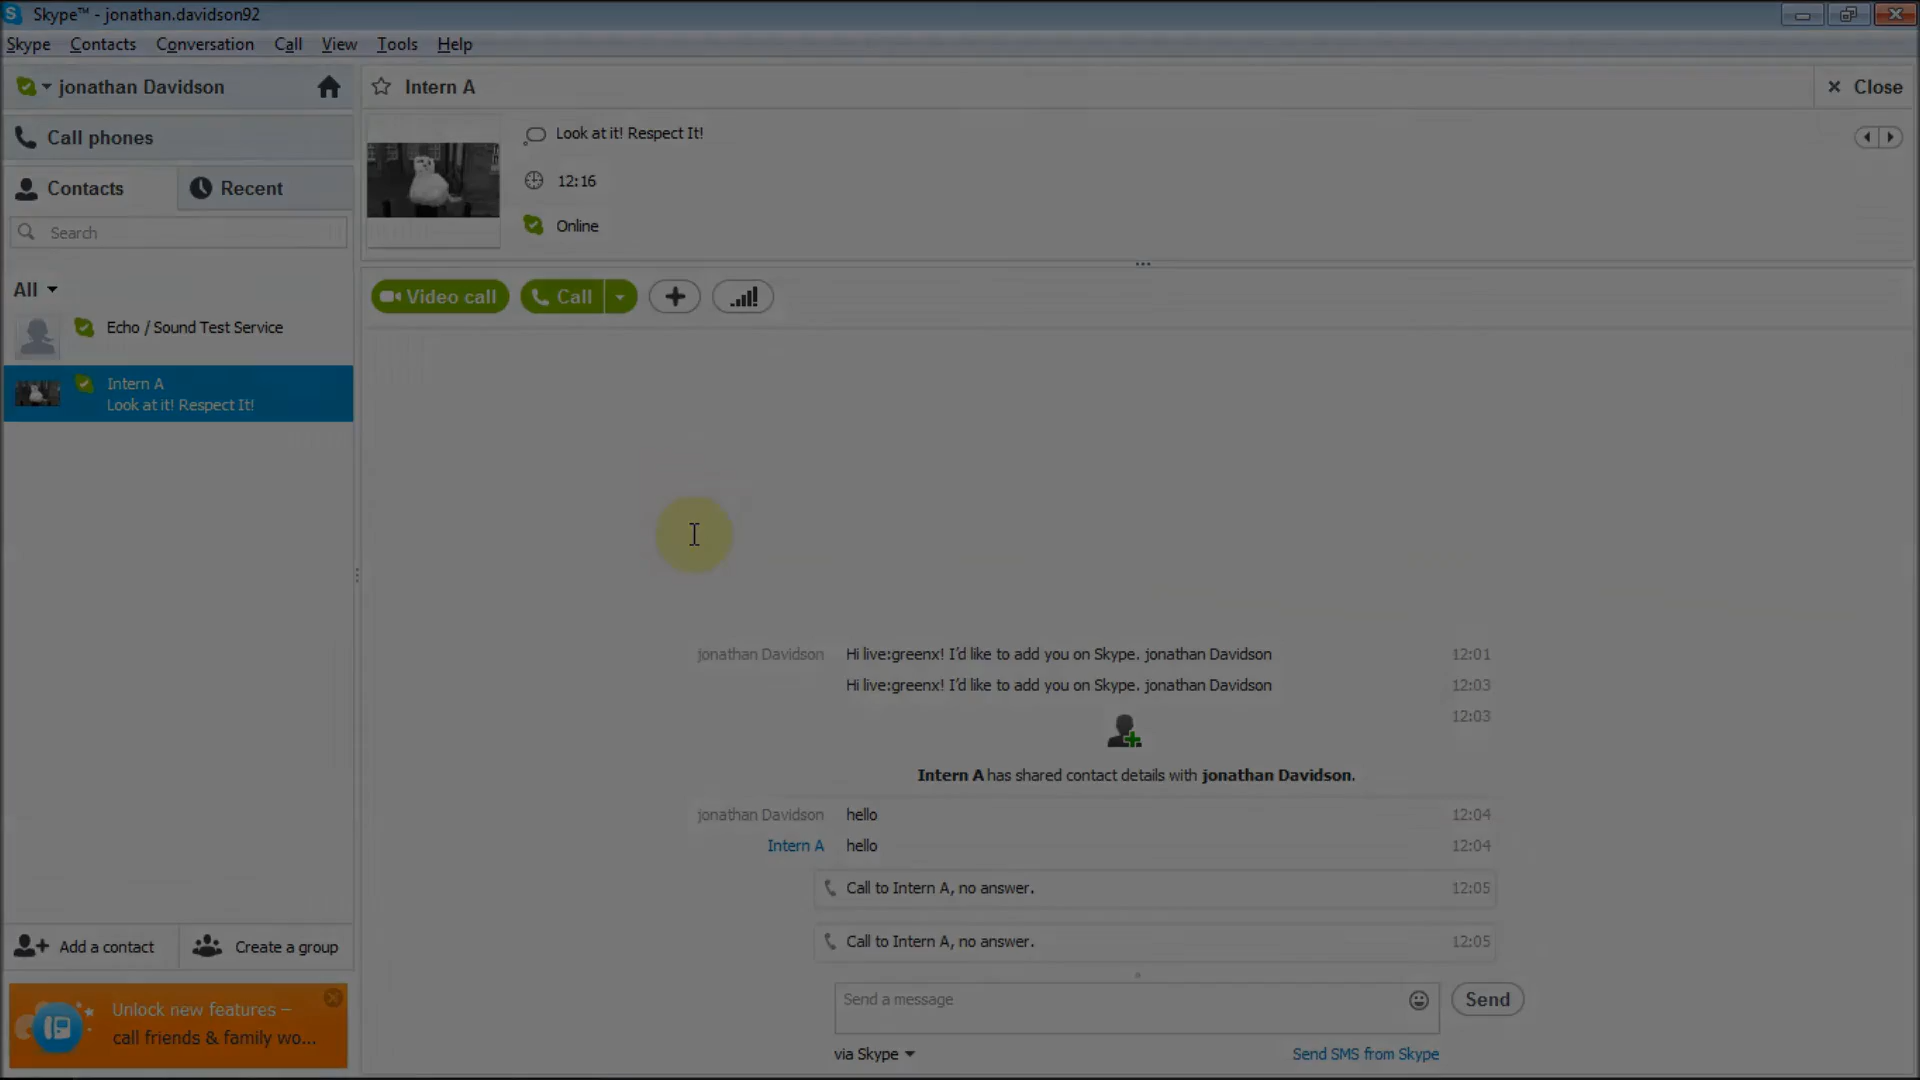 Skype™ - jonathan.davidson92
Skype Contacts Conversation Call View Tools Help
jonathan Davidson
Call phones
Contacts
Recent
Search
All
Echo / Sound Test Service
Intern A
Look at it! Respect It!
Add a contact
Create a group
Unlock new features –
call friends & family wo...
Intern A
Close
Look at it! Respect It!
12:16
Online
Video call
Call
jonathan Davidson Hi live:greenx! I'd like to add you on Skype. jonathan Davidson 12:01
Hi live:greenx! I'd like to add you on Skype. jonathan Davidson 12:03
12:03
Intern A has shared contact details with jonathan Davidson.
jonathan Davidson hello 12:04
Intern A hello 12:04
Call to Intern A, no answer. 12:05
Call to Intern A, no answer. 12:05
Send a message
Send
via Skype
Send SMS from Skype